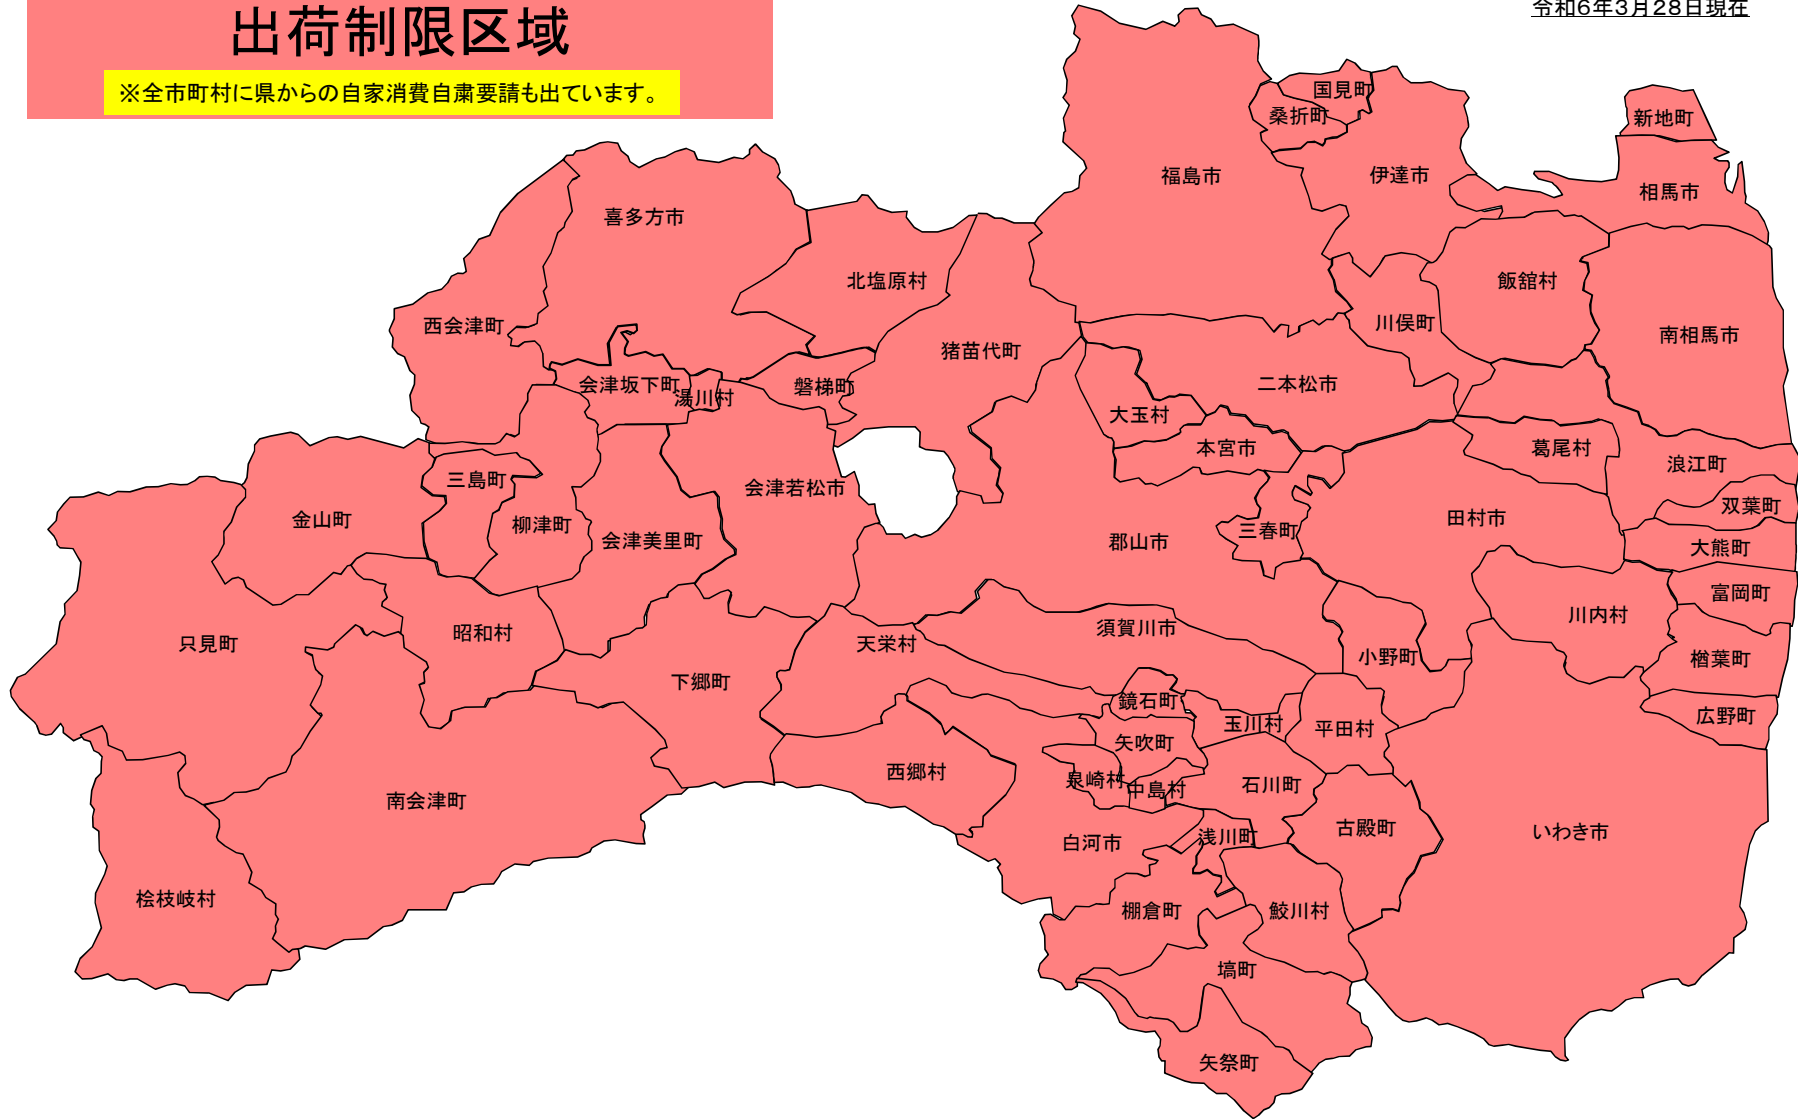 令和6年3月28日現在
出荷制限区域
※全市町村に県からの自家消費自粛要請も出ています。
国見町
桑折町
新地町
福島市
伊達市
相馬市
喜多方市
北塩原村
飯舘村
西会津町
川俣町
南相馬市
猪苗代町
会津坂下町
湯川村
磐梯町
二本松市
大玉村
本宮市
葛尾村
浪江町
三島町
会津若松市
双葉町
金山町
柳津町
会津美里町
郡山市
三春町
田村市
大熊町
富岡町
川内村
只見町
昭和村
天栄村
須賀川市
小野町
楢葉町
下郷町
鏡石町
玉川村
平田村
広野町
矢吹町
西郷村
泉崎村
中島村
石川町
南会津町
古殿町
いわき市
白河市
浅川町
桧枝岐村
棚倉町
鮫川村
塙町
矢祭町